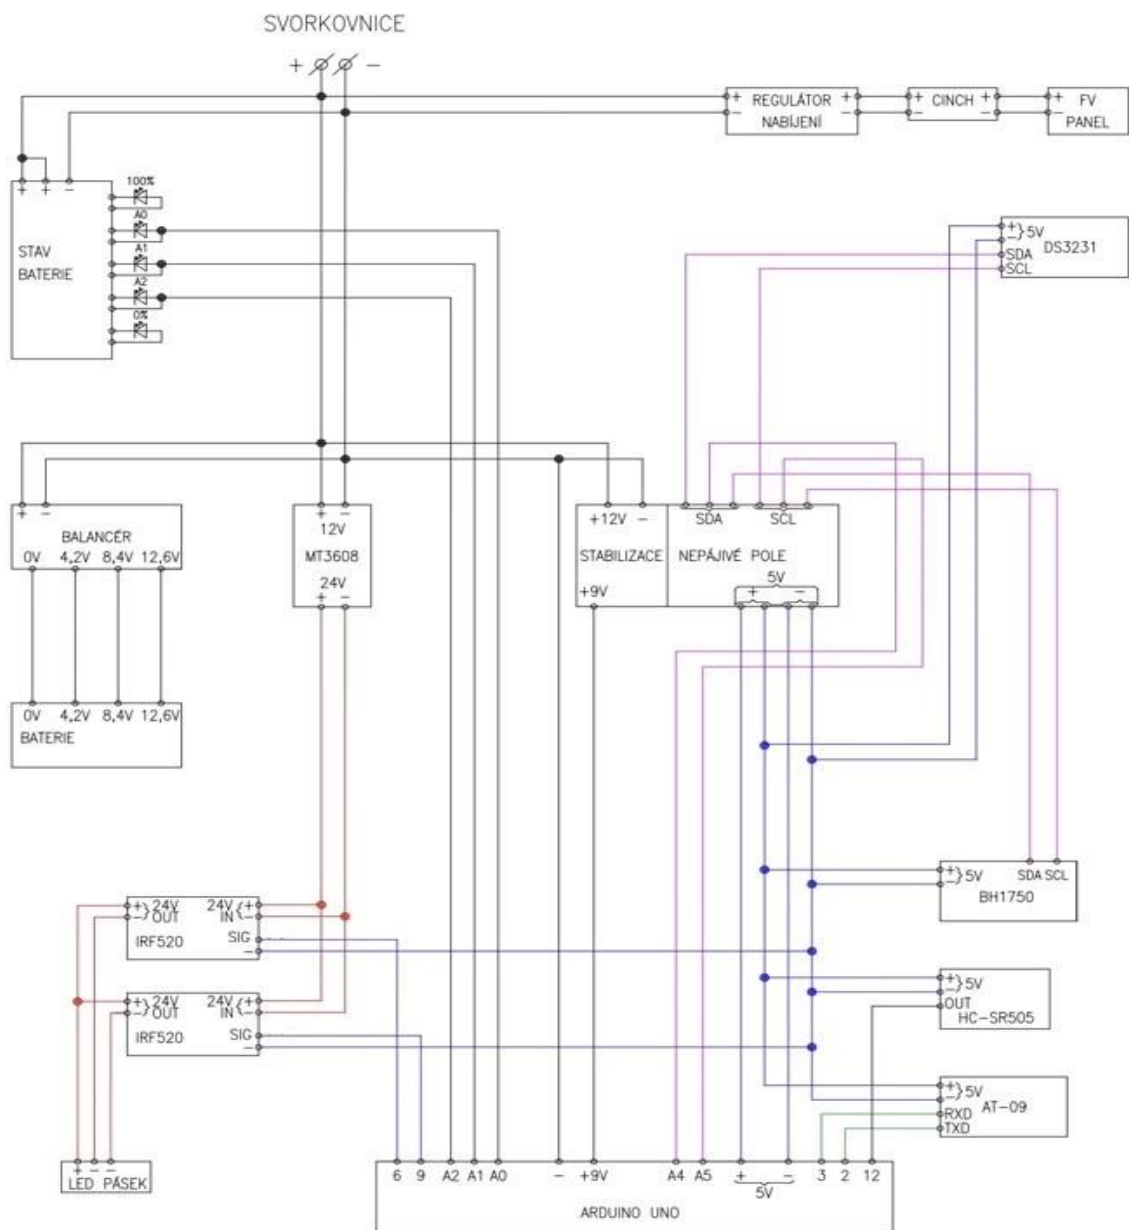 SVORKOVNICE
+ −
+ REGULÁTOR + + CINCH + + FV
− NABÍJENÍ − − − − PANEL
+ + −
100%
A0
STAV
A1
BATERIE
A2
0%
+ } 5V
−
DS3231
SDA
SCL
+ −
BALANCÉR
0V 4,2V 8,4V 12,6V
+ −
12V
MT3608
24V
+ −
+12V − SDA SCL
STABILIZACE NEPÁJIVÉ POLE
5V
+9V + −
0V 4,2V 8,4V 12,6V
BATERIE
+ } 5V SDA SCL
−
BH1750
+ } 24V 24V { +
− OUT IN −
IRF520 SIG
−
+ } 5V
−
OUT
HC-SR505
+ } 24V 24V { +
− OUT IN −
IRF520 SIG
−
+ } 5V
−
AT-09
RXD
TXD
+ − −
LED PÁSEK
6 9 A2 A1 A0 − +9V A4 A5 + − 3 2 12
5V
ARDUINO UNO